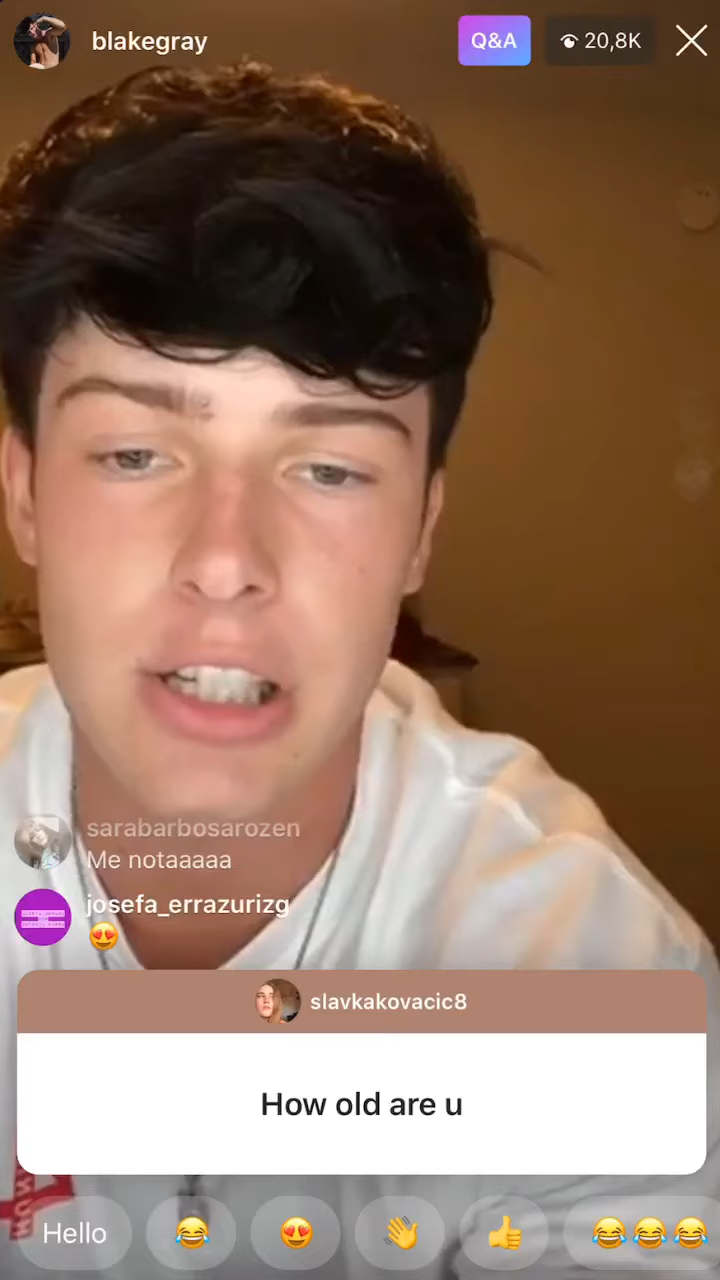 blakegray
Q&A
20,8K
sarabarbosarozen
Me notaaaaa
josefa_errazurizg
😍
slavkakovacic8
How old are u
Hello 😂 😍 👋 👍 😂😂😂